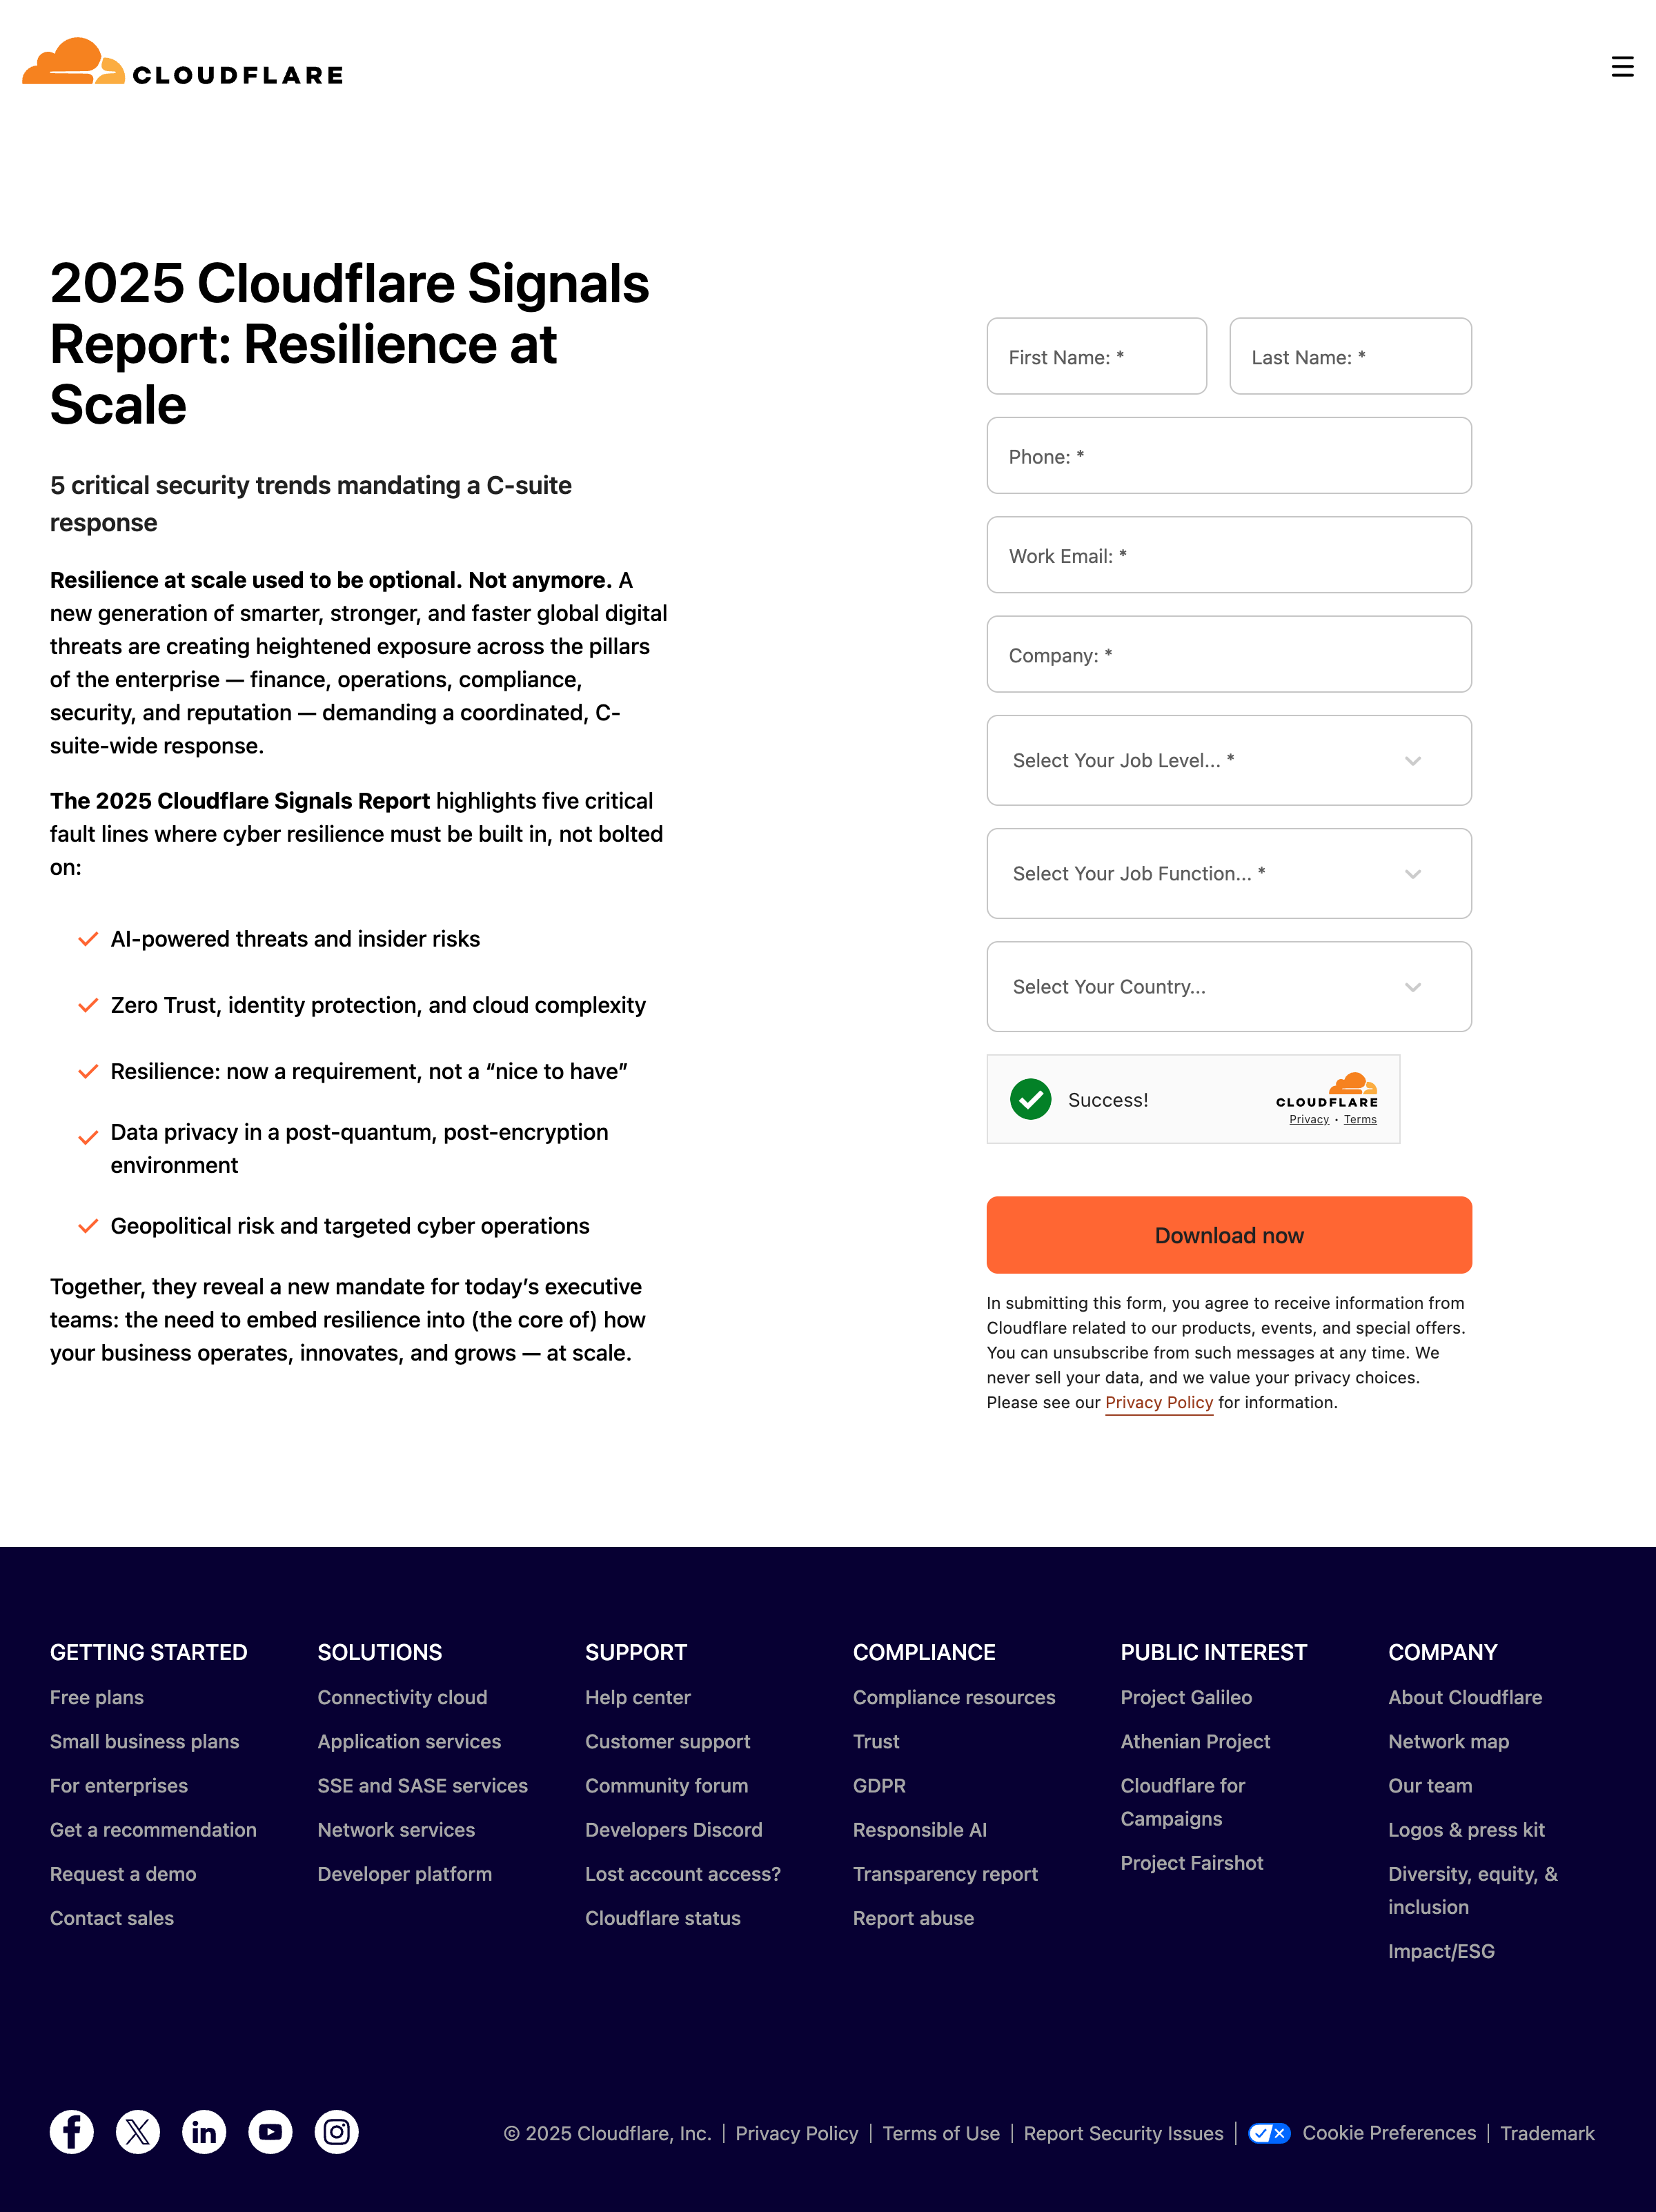 CLOUDFLARE
2025 Cloudflare Signals
Report: Resilience at
Scale
5 critical security trends mandating a C-suite
response
Resilience at scale used to be optional. Not anymore. A
new generation of smarter, stronger, and faster global digital
threats are creating heightened exposure across the pillars
of the enterprise — finance, operations, compliance,
security, and reputation — demanding a coordinated, C-
suite-wide response.
The 2025 Cloudflare Signals Report highlights five critical
fault lines where cyber resilience must be built in, not bolted
on:
AI-powered threats and insider risks
Zero Trust, identity protection, and cloud complexity
Resilience: now a requirement, not a “nice to have”
Data privacy in a post-quantum, post-encryption
environment
Geopolitical risk and targeted cyber operations
Together, they reveal a new mandate for today’s executive
teams: the need to embed resilience into (the core of) how
your business operates, innovates, and grows — at scale.
First Name: *
Last Name: *
Phone: *
Work Email: *
Company: *
Select Your Job Level... *
Select Your Job Function... *
Select Your Country...
Success!
CLOUDFLARE
Privacy • Terms
Download now
In submitting this form, you agree to receive information from
Cloudflare related to our products, events, and special offers.
You can unsubscribe from such messages at any time. We
never sell your data, and we value your privacy choices.
Please see our Privacy Policy for information.
GETTING STARTED
Free plans
Small business plans
For enterprises
Get a recommendation
Request a demo
Contact sales
SOLUTIONS
Connectivity cloud
Application services
SSE and SASE services
Network services
Developer platform
SUPPORT
Help center
Customer support
Community forum
Developers Discord
Lost account access?
Cloudflare status
COMPLIANCE
Compliance resources
Trust
GDPR
Responsible AI
Transparency report
Report abuse
PUBLIC INTEREST
Project Galileo
Athenian Project
Cloudflare for
Campaigns
Project Fairshot
COMPANY
About Cloudflare
Network map
Our team
Logos & press kit
Diversity, equity, &
inclusion
Impact/ESG
© 2025 Cloudflare, Inc. | Privacy Policy | Terms of Use | Report Security Issues | Cookie Preferences | Trademark